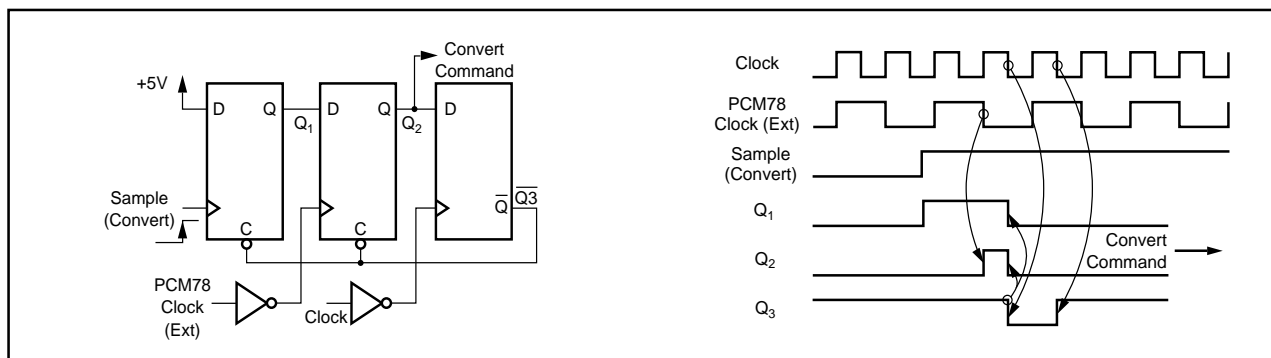 Convert
Command
+5V
D
Q
Q1
D
Q
Q2
D
Sample
(Convert)
C
C
Q̅
Q̅3̅
PCM78
Clock
(Ext)
Clock
Clock
PCM78
Clock (Ext)
Sample
(Convert)
Q1
Q2
Q3
Convert
Command